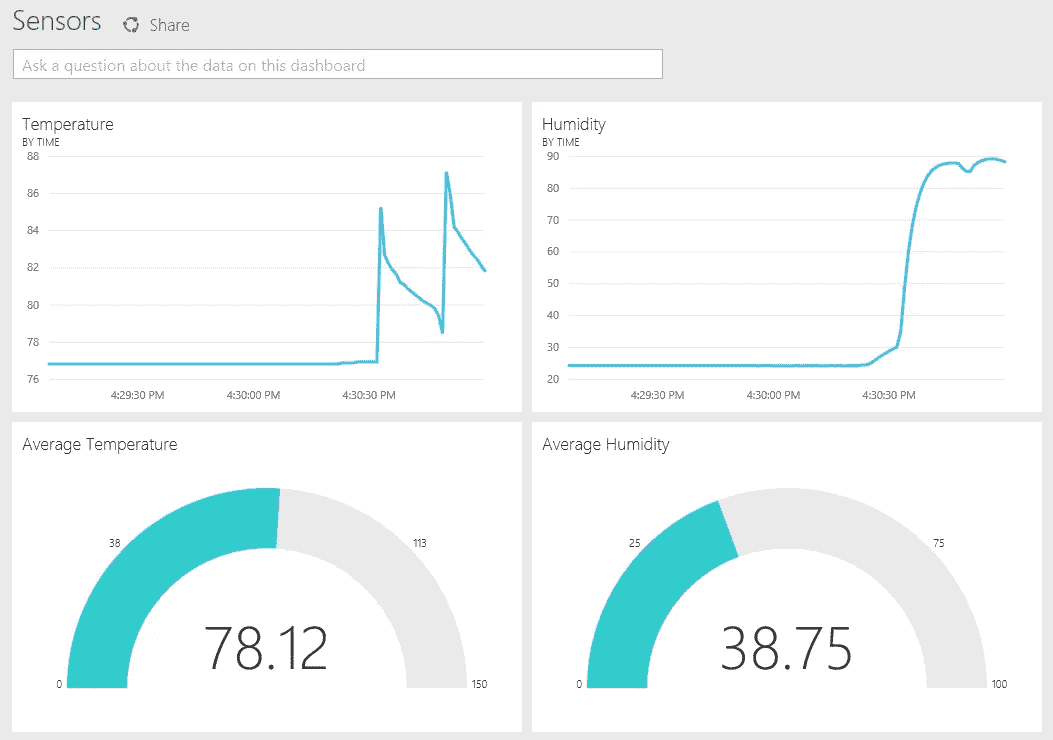 Sensors Share
Ask a question about the data on this dashboard
Temperature
BY TIME
88
86
84
82
80
78
76
4:29:30 PM 4:30:00 PM 4:30:30 PM
Humidity
BY TIME
90
80
70
60
50
40
30
20
4:29:30 PM 4:30:00 PM 4:30:30 PM
Average Temperature
38 113
78.12
0 150
Average Humidity
25 75
38.75
0 100